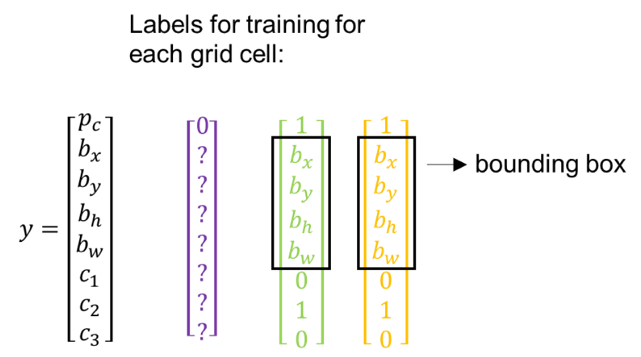 Labels for training for
each grid cell:
y = [p_c b_x b_y b_h b_w c_1 c_2 c_3]
[0 ? ? ? ? ? ? ?]
[1 b_x b_y b_h b_w 0 1 0]
[1 b_x b_y b_h b_w 0 1 0]
bounding box